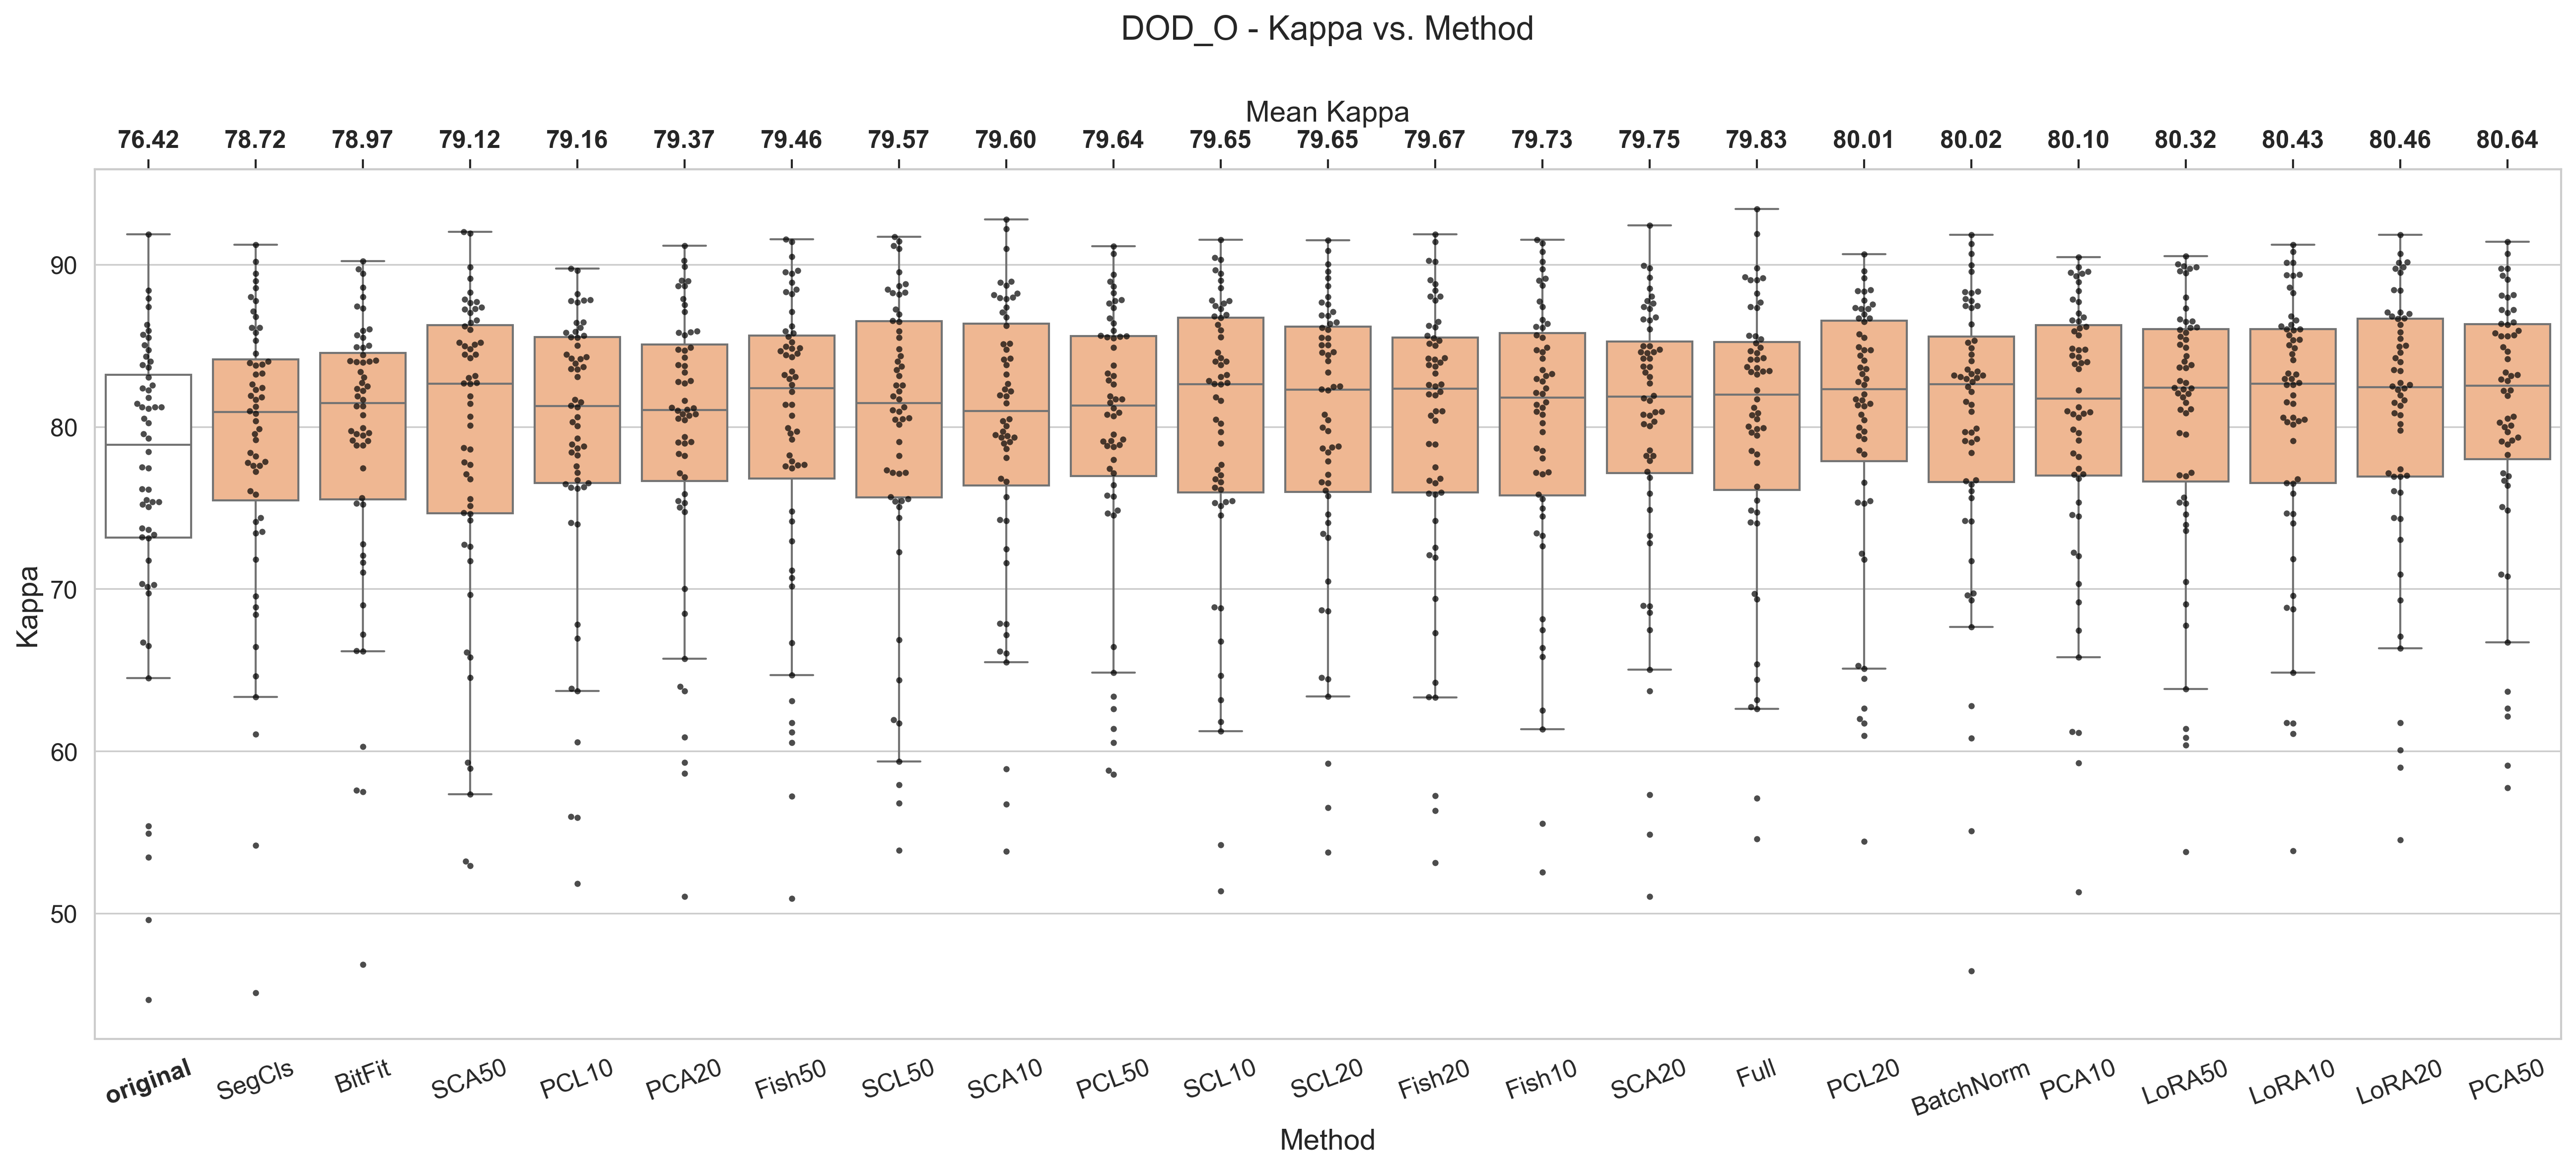 DOD_O - Kappa vs. Method
Mean Kappa
76.42 78.72 78.97 79.12 79.16 79.37 79.46 79.57 79.60 79.64 79.65 79.65 79.67 79.73 79.75 79.83 80.01 80.02 80.10 80.32 80.43 80.46 80.64
90
80
70
60
50
Kappa
original SegCls BitFit SCA50 PCL10 PCA20 Fish50 SCL50 SCA10 PCL50 SCL10 SCL20 Fish20 Fish10 SCA20 Full PCL20 BatchNorm PCA10 LoRA50 LoRA10 LoRA20 PCA50
Method